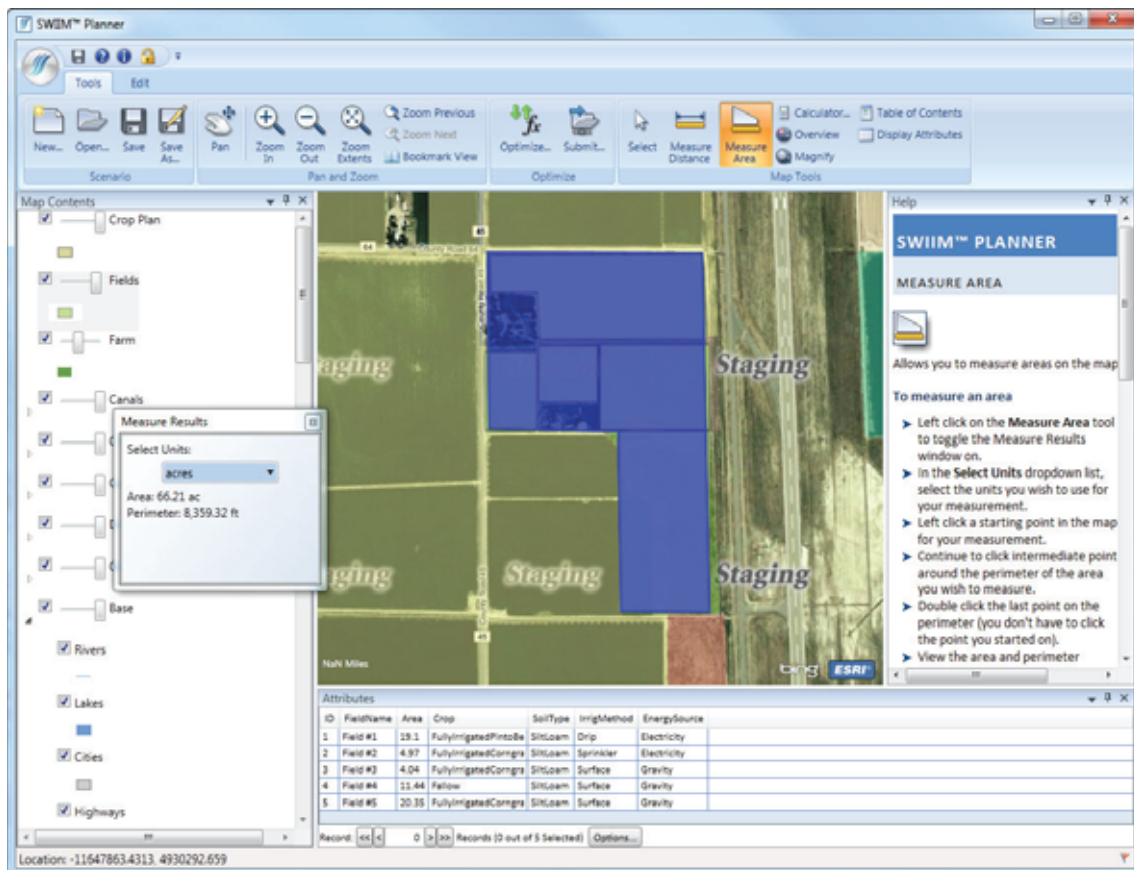 SWIIM™ Planner
Tools Edit
New... Open... Save Save As...
Scenario
Pan Zoom In Zoom Out Zoom Extents Zoom Previous Zoom Next Bookmark View
Pan and Zoom
Optimize... Submit...
Optimize
Select Measure Distance Measure Area Calculator... Overview Magnify Table of Contents Display Attributes
Map Tools
Map Contents
Crop Plan
Fields
Farm
Canals
Base
Rivers
Lakes
Cities
Highways
Measure Results
Select Units:
acres
Area: 66.21 ac
Perimeter: 8,359.32 ft
64
45
County Road 64
aging
Staging
Staging
Staging
Staging
45
NaN Miles
bing
ESRI
Help
SWIIM™ PLANNER
MEASURE AREA
Allows you to measure areas on the map
To measure an area
Left click on the Measure Area tool
to toggle the Measure Results
window on.
In the Select Units dropdown list,
select the units you wish to use for
your measurement.
Left click a starting point in the map
for your measurement.
Continue to click intermediate point
around the perimeter of the area
you wish to measure.
Double click the last point on the
perimeter (you don't have to click
the point you started on).
View the area and perimeter
Attributes
ID FieldName Area Crop SoilType IrrigMethod EnergySource
1 Field #1 19.1 FullyIrrigatedPintoBe SiltLoam Drip Electricity
2 Field #2 4.97 FullyIrrigatedCorngra SiltLoam Sprinkler Electricity
3 Field #3 4.04 FullyIrrigatedCorngra SiltLoam Surface Gravity
4 Field #4 11.44 Fallow SiltLoam Surface Gravity
5 Field #5 20.35 FullyIrrigatedCorngra SiltLoam Surface Gravity
Record: << < 0 > >> Records (0 out of 5 Selected) Options...
Location: -11647863.4313, 4930292.659